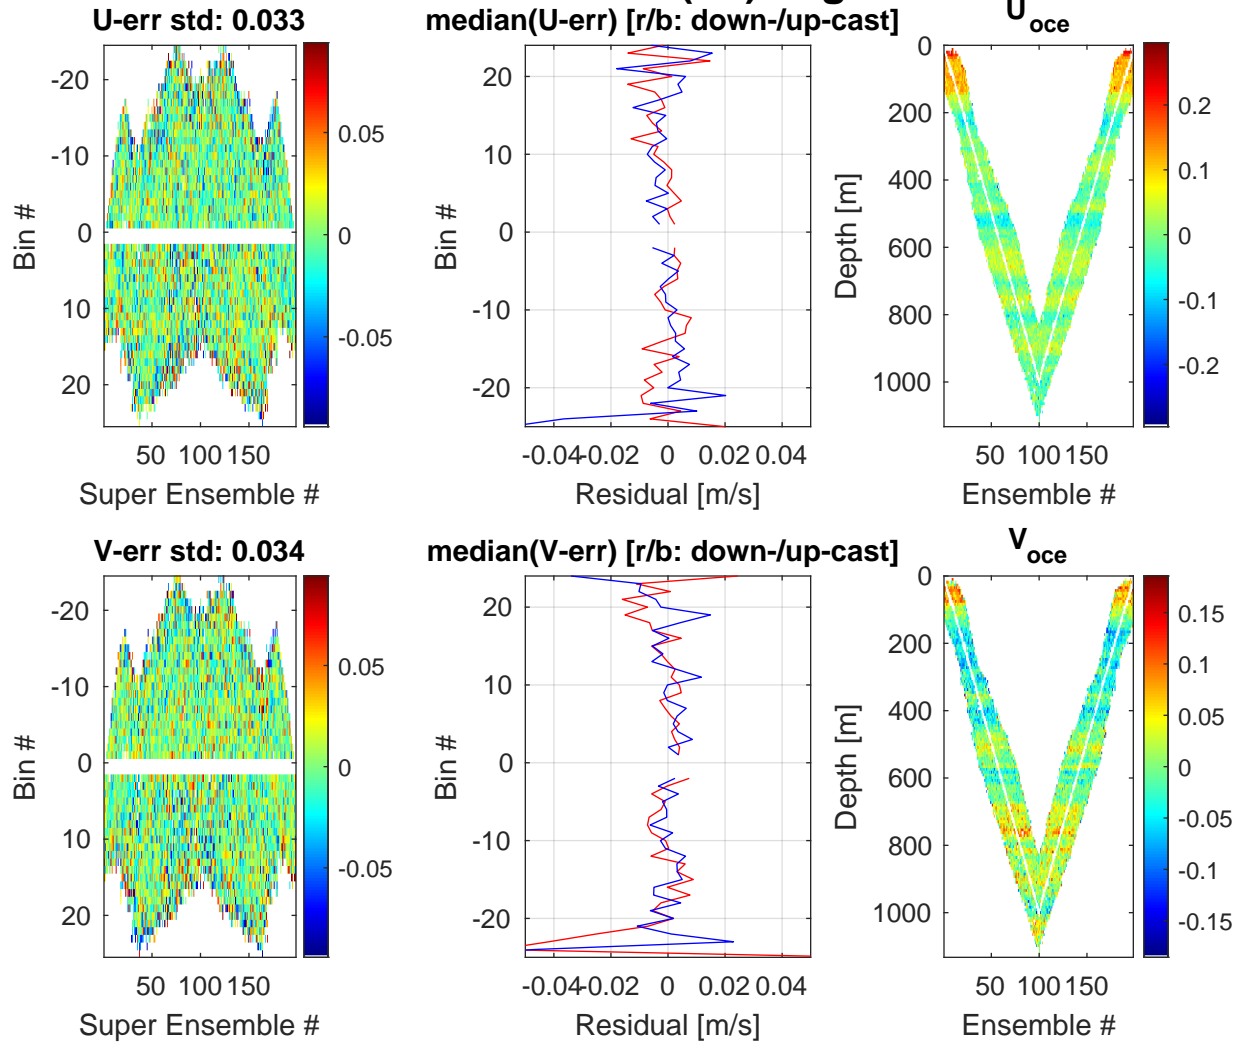 U-err std: 0.033
-20
-10
0
10
20
Bin #
50 100 150
Super Ensemble #
0.05
0
-0.05
median(U-err) [r/b: down-/up-cast]
20
10
0
-10
-20
Bin #
-0.04 -0.02 0 0.02 0.04
Residual [m/s]
U oce
0
200
400
600
800
1000
Depth [m]
50 100 150
Ensemble #
0.2
0.1
0
-0.1
-0.2
V-err std: 0.034
-20
-10
0
10
20
Bin #
50 100 150
Super Ensemble #
0.05
0
-0.05
median(V-err) [r/b: down-/up-cast]
20
10
0
-10
-20
Bin #
-0.04 -0.02 0 0.02 0.04
Residual [m/s]
V oce
0
200
400
600
800
1000
Depth [m]
50 100 150
Ensemble #
0.15
0.1
0.05
0
-0.05
-0.1
-0.15